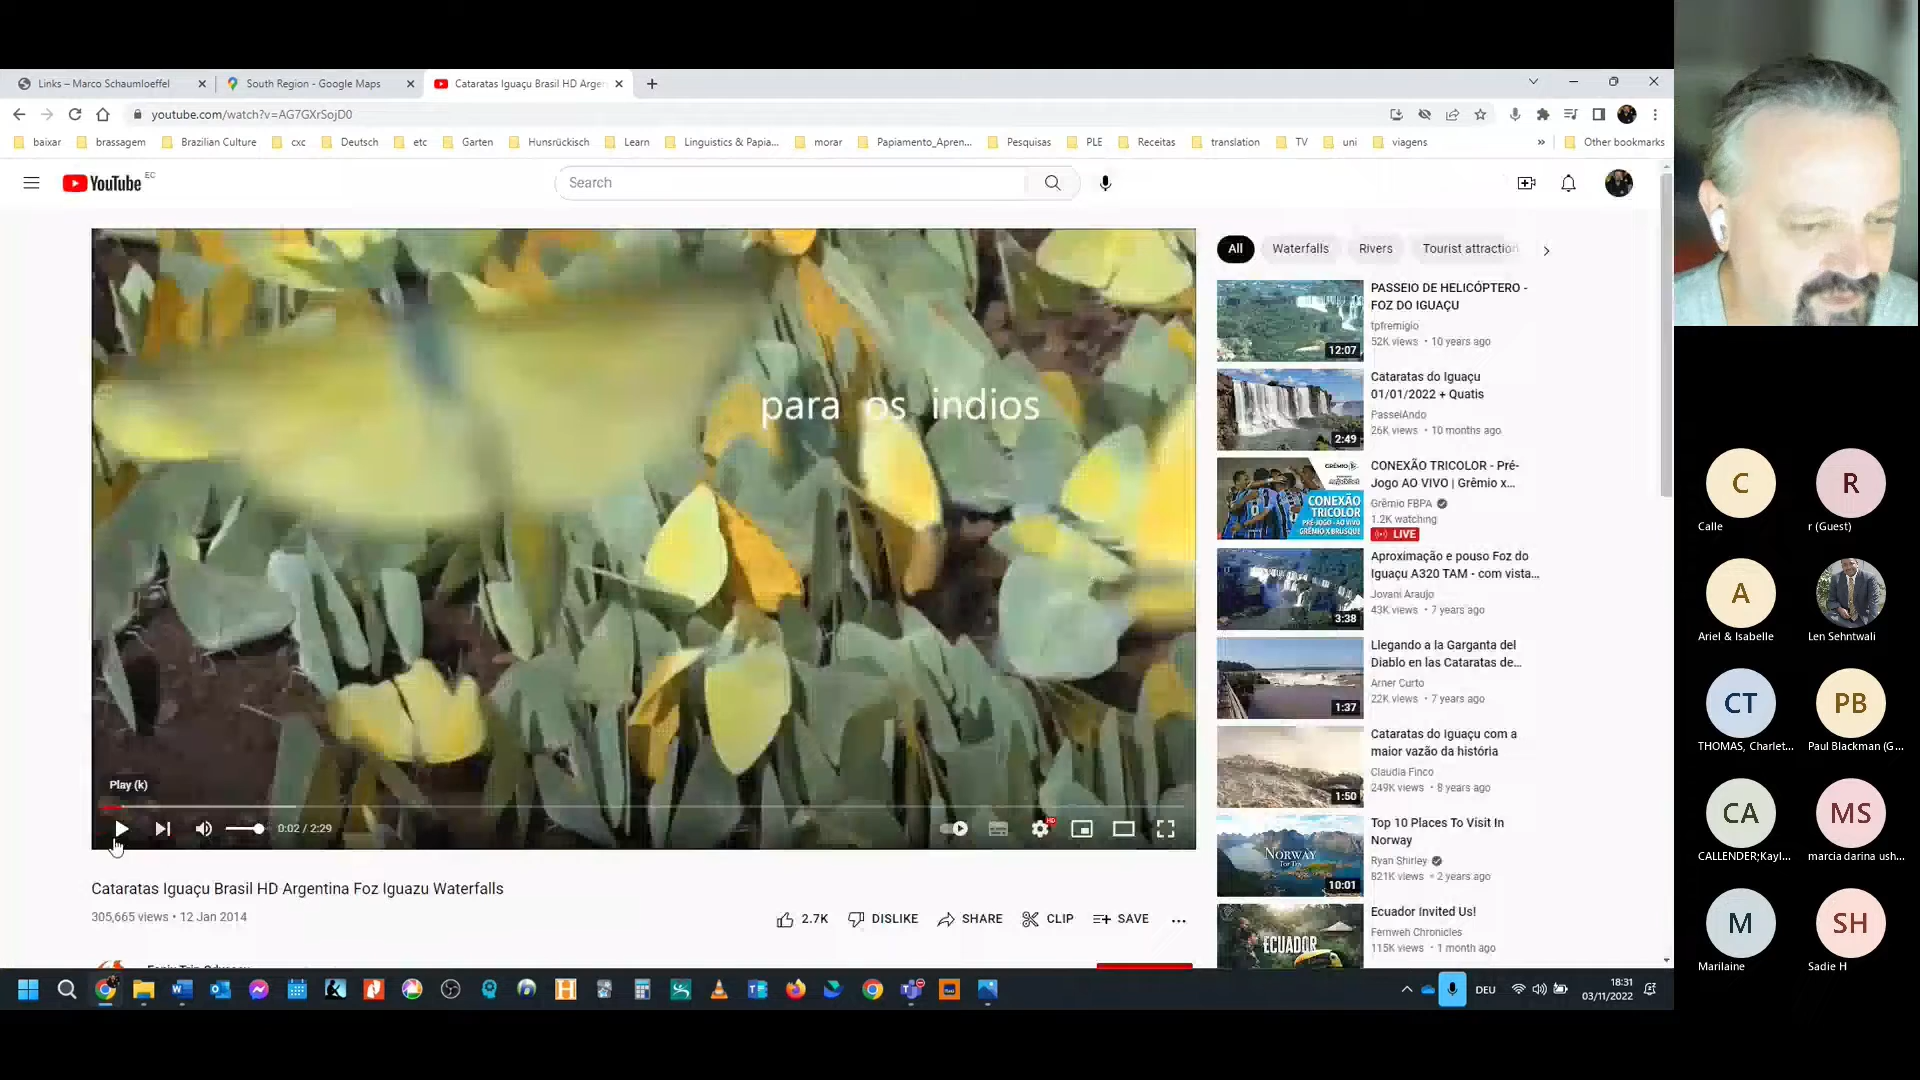 Links – Marco Schaumloeffel
South Region - Google Maps
Cataratas Iguaçu Brasil HD Argen
youtube.com/watch?v=AG7GXrSojD0
baixar
brassagem
Brazilian Culture
cxc
Deutsch
etc
Garten
Hunsrückisch
Learn
Linguistics & Papia...
morar
Papiamento_Apren...
Pesquisas
PLE
Receitas
translation
TV
uni
viagens
»
Other bookmarks
YouTube EC
Search
para os indios
Play (k)
0:02 / 2:29
HD
Cataratas Iguaçu Brasil HD Argentina Foz Iguazu Waterfalls
305,665 views • 12 Jan 2014
2.7K
DISLIKE
SHARE
CLIP
SAVE
...
All
Waterfalls
Rivers
Tourist attraction
PASSEIO DE HELICÓPTERO -
FOZ DO IGUAÇU
tpfremigio
52K views • 10 years ago
12:07
Cataratas do Iguaçu
01/01/2022 + Quatis
PasseiAndo
26K views • 10 months ago
2:49
CONEXÃO TRICOLOR - Pré-
Jogo AO VIVO | Grêmio x...
Grêmio FBPA
1.2K watching
LIVE
CONEXÃO
TRICOLOR
PRÉ-JOGO - AO VIVO
GRÊMIO X BRUSQUE
Aproximação e pouso Foz do
Iguaçu A320 TAM - com vista...
Jovani Araujo
43K views • 7 years ago
3:38
Llegando a la Garganta del
Diablo en las Cataratas de...
Arner Curto
22K views • 7 years ago
1:37
Cataratas do Iguaçu com a
maior vazão da história
Claudia Finco
249K views • 8 years ago
1:50
Top 10 Places To Visit In
Norway
Ryan Shirley
821K views • 2 years ago
NORWAY
TOP TEN
10:01
Ecuador Invited Us!
Fernweh Chronicles
115K views • 1 month ago
ECUADOR
DEU
18:31
03/11/2022
C
Calle
R
r (Guest)
A
Ariel & Isabelle
Len Sehntwali
CT
THOMAS, Charlet...
PB
Paul Blackman (G...
CA
CALLENDER;Kayl...
MS
marcia darina ush...
M
Marilaine
SH
Sadie H